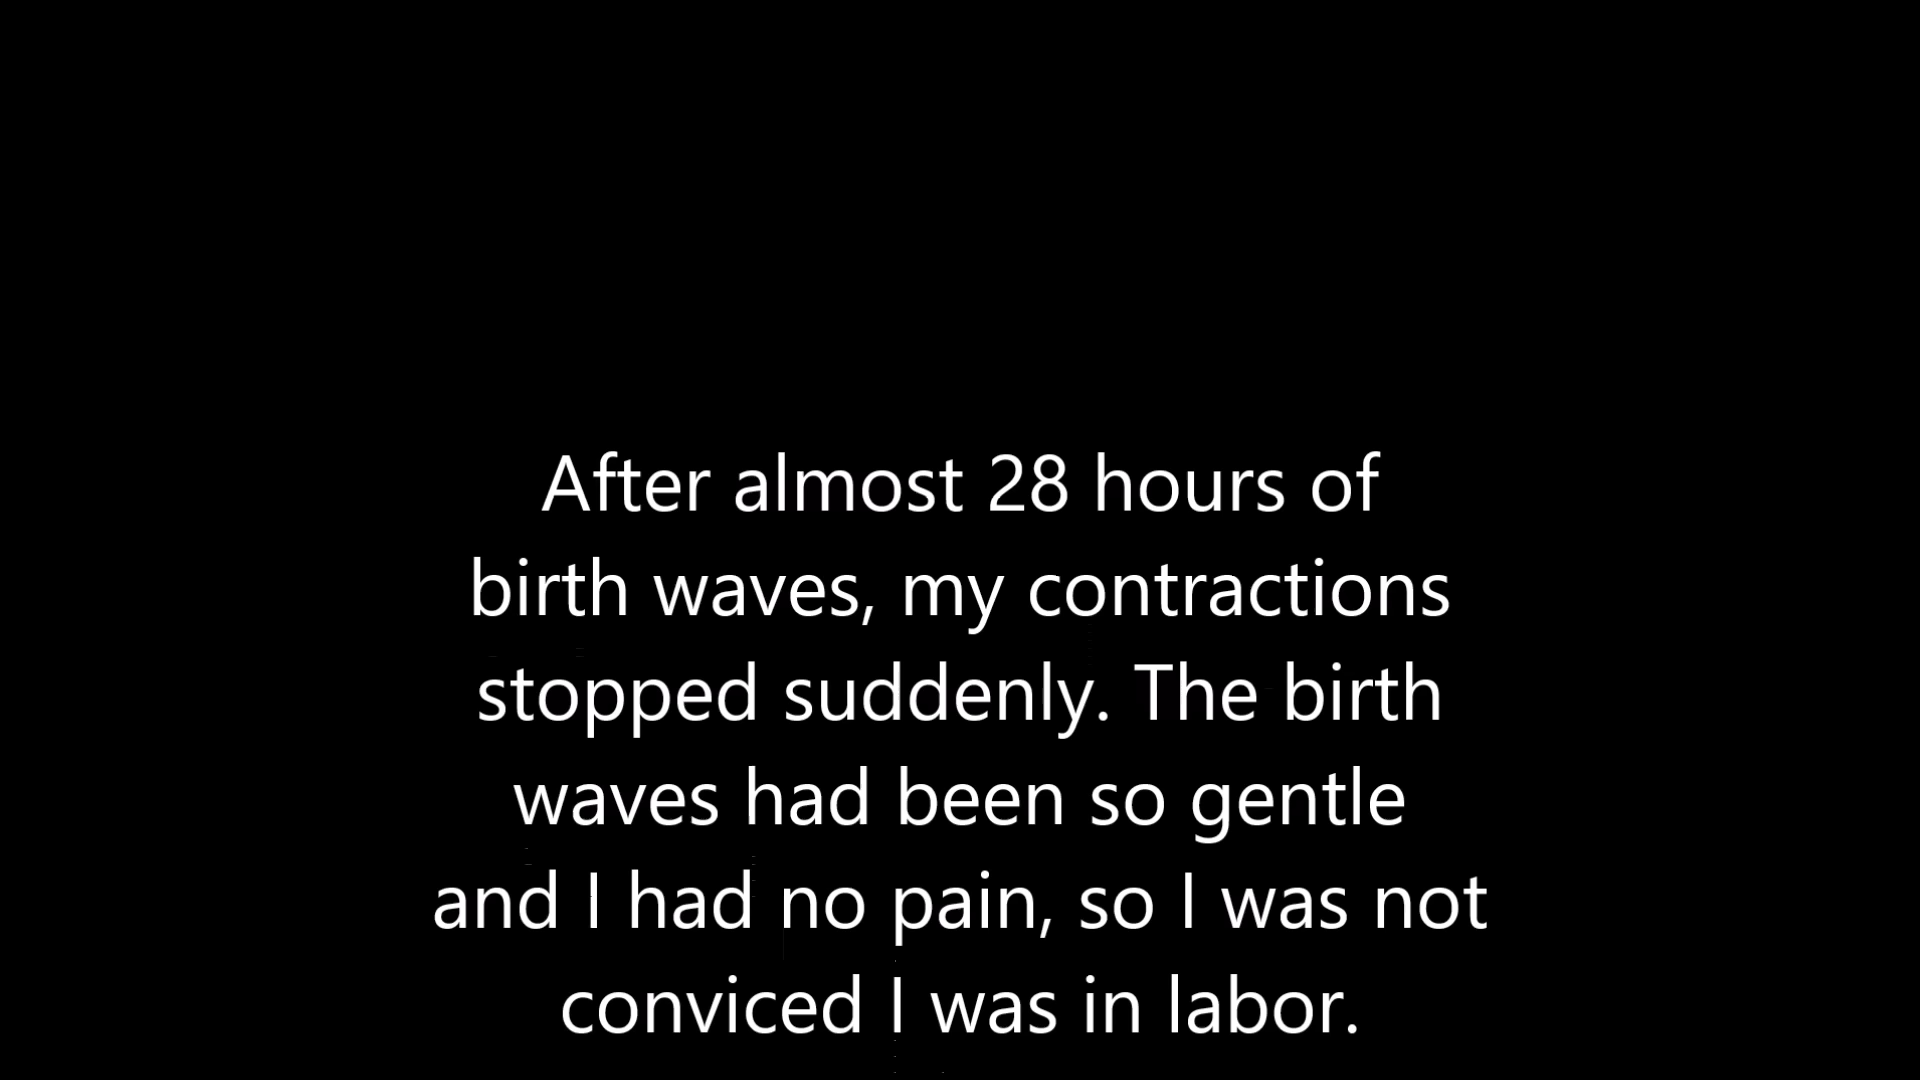 After almost 28 hours of
birth waves, my contractions
stopped suddenly. The birth
waves had been so gentle
and I had no pain, so I was not
conviced I was in labor.